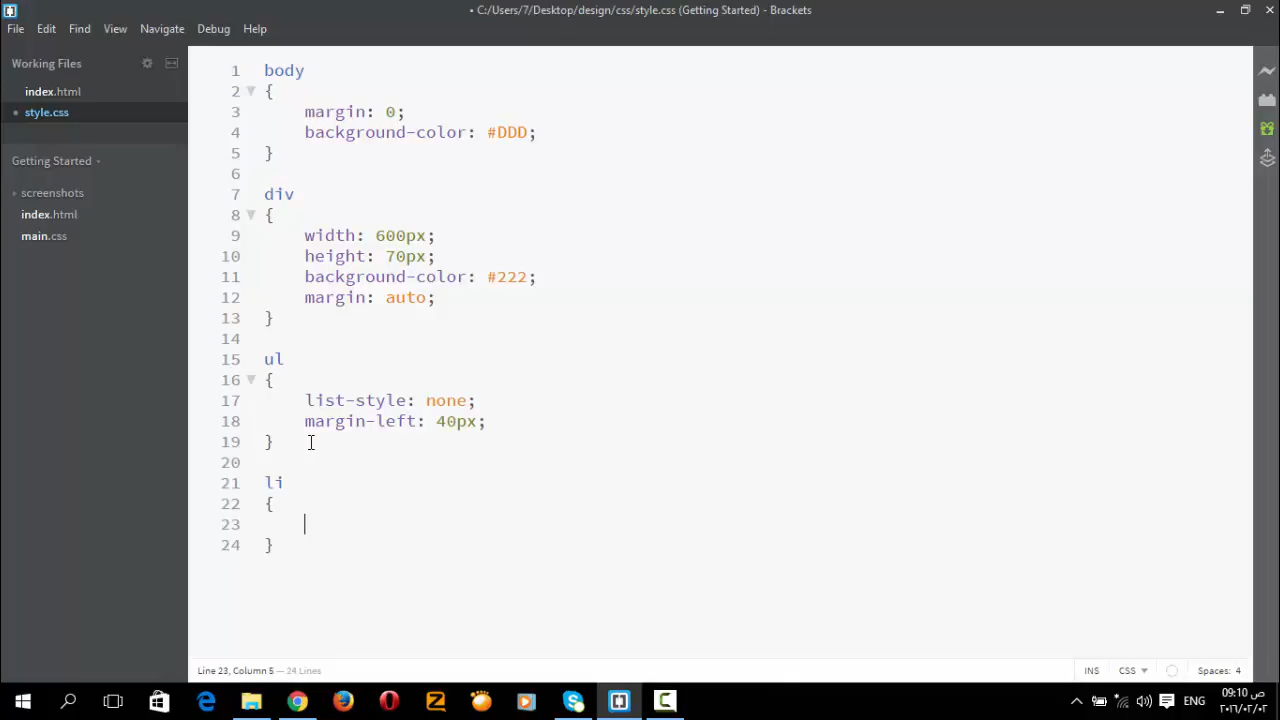 • C:/Users/7/Desktop/design/css/style.css (Getting Started) - Brackets
File Edit Find View Navigate Debug Help
Working Files
index.html
• style.css
Getting Started
screenshots
index.html
main.css
1 body
2 {
3 margin: 0;
4 background-color: #DDD;
5 }
6
7 div
8 {
9 width: 600px;
10 height: 70px;
11 background-color: #222;
12 margin: auto;
13 }
14
15 ul
16 {
17 list-style: none;
18 margin-left: 40px;
19 }
20
21 li
22 {
23
24 }
Line 23, Column 5 — 24 Lines
INS CSS Spaces: 4
ENG
09:10 ص
٢٠١٦/٠٢/٠٢